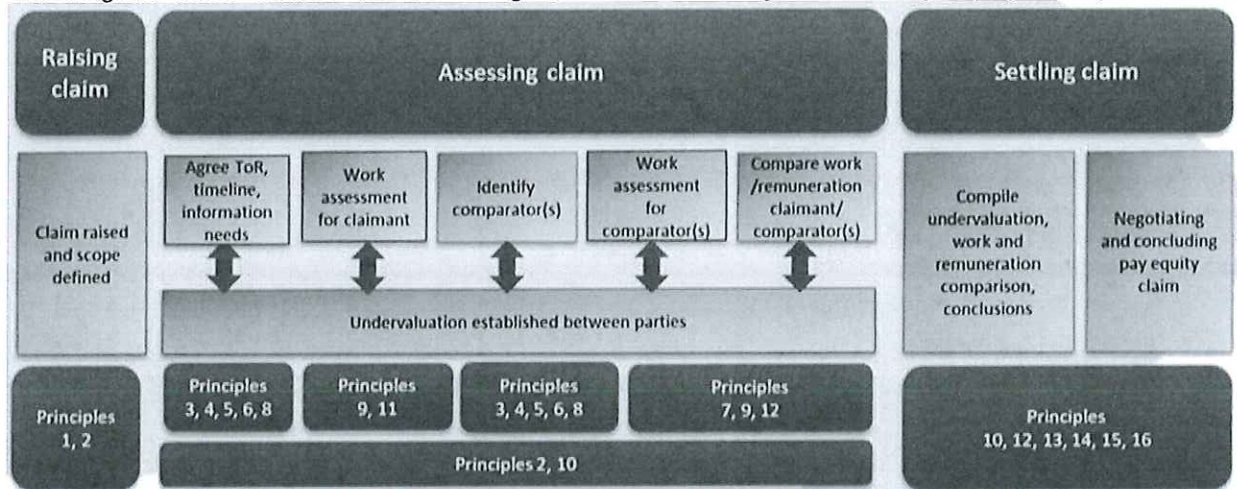 Raising
claim
Assessing claim
Settling claim
Claim raised
and scope
defined
Agree ToR,
timeline,
information
needs
Work
assessment
for claimant
Identify
comparator(s)
Work
assessment
for
comparator(s)
Compare work
/remuneration
claimant/
comparator(s)
Undervaluation established between parties
Compile
undervaluation,
work and
remuneration
comparison,
conclusions
Negotiating
and concluding
pay equity
claim
Principles
1, 2
Principles
3, 4, 5, 6, 8
Principles
9, 11
Principles
3, 4, 5, 6, 8
Principles
7, 9, 12
Principles 2, 10
Principles
10, 12, 13, 14, 15, 16